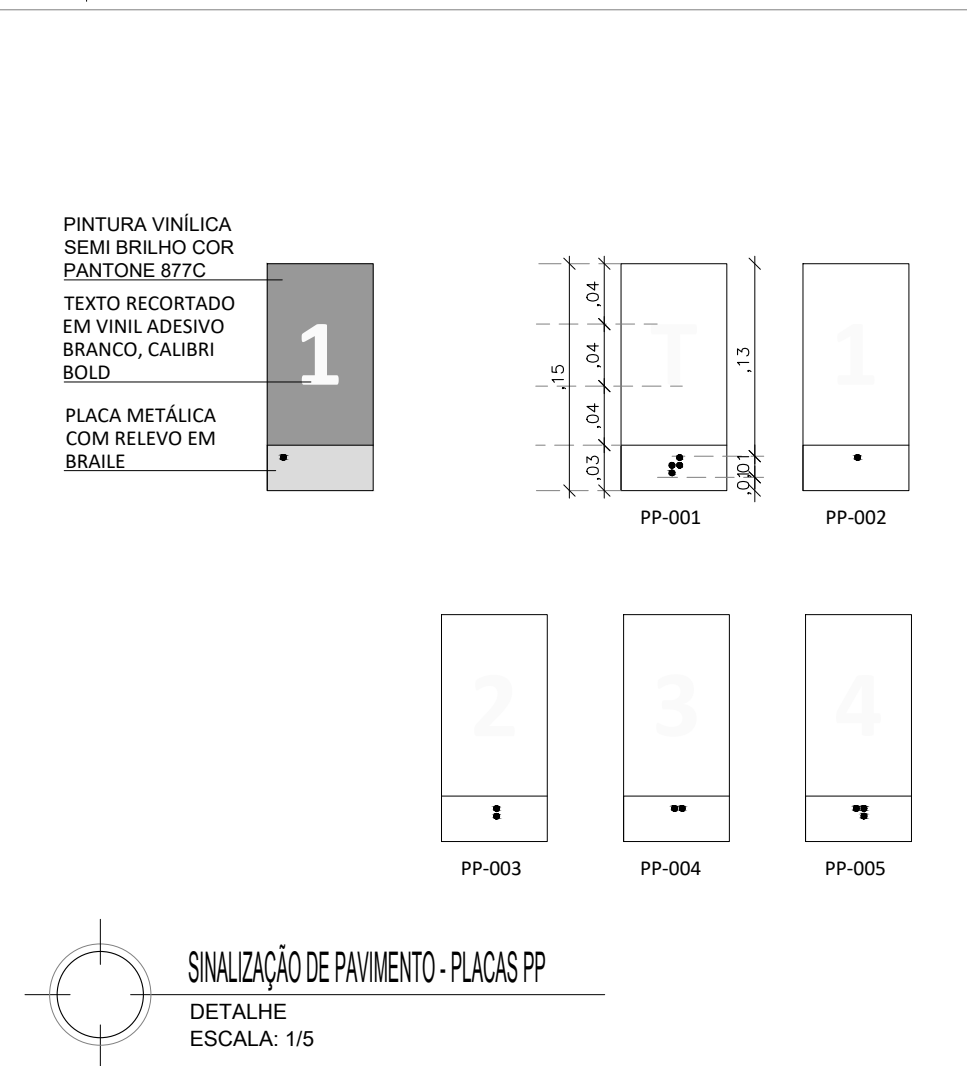 PINTURA VINÍLICA
SEMI BRILHO COR
PANTONE 877C
TEXTO RECORTADO
EM VINIL ADESIVO
BRANCO, CALIBRI
BOLD
PLACA METÁLICA
COM RELEVO EM
BRAILE
1
,15
,04
,04
,04
,03
T
,13
,01
,01
PP-001
1
PP-002
2
PP-003
3
PP-004
4
PP-005
SINALIZAÇÃO DE PAVIMENTO - PLACAS PP
DETALHE
ESCALA: 1/5